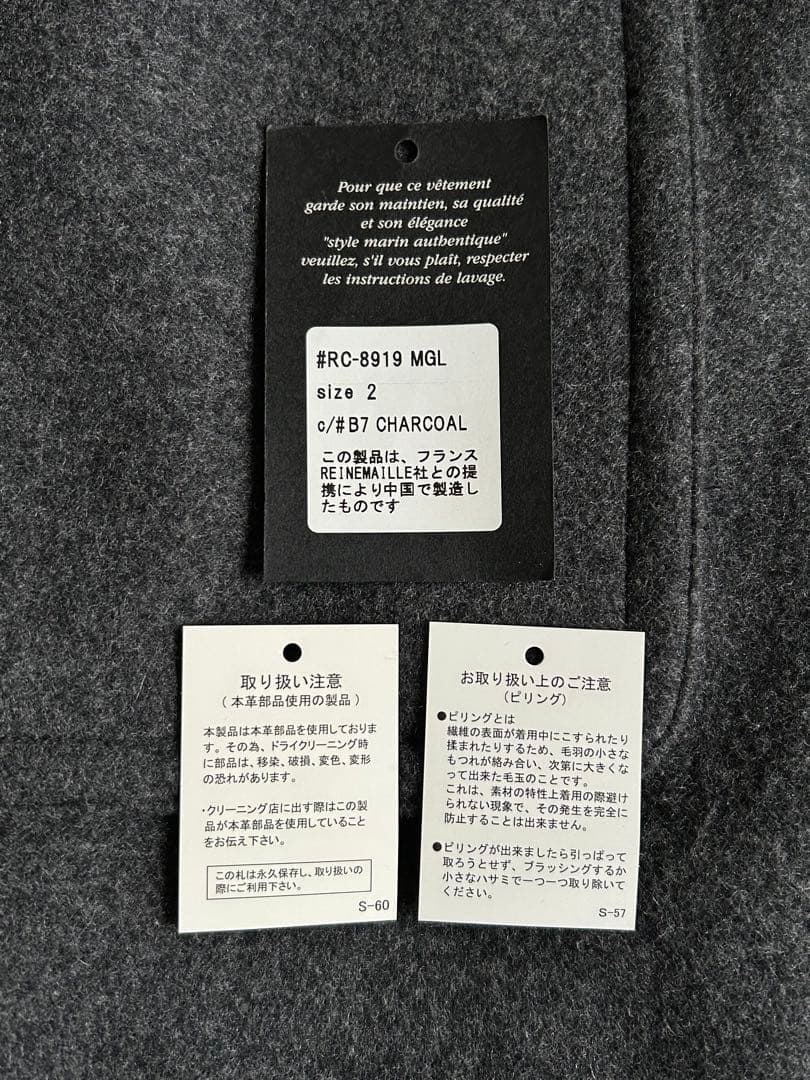 Pour que ce vêtement
garde son maintien, sa qualité
et son élégance
"style marin authentique"
veuillez, s'il vous plaît, respecter
les instructions de lavage.
#RC-8919 MGL
size 2
c/# B7 CHARCOAL
この製品は、フランス
REINEMAILLE社との提
携により中国で製造し
たものです
取り扱い注意
(本革部品使用の製品)
本製品は本革部品を使用しておりま
す。その為、ドライクリーニング時
に部品は、移染、破損、変色、変形
の恐れがあります。
・クリーニング店に出す際はこの製
品が本革部品を使用していること
をお伝え下さい。
この札は永久保存し、取り扱いの
際にご利用下さい。
S-60
お取り扱い上のご注意
(ピリング)
●ピリングとは
繊維の表面が着用中にこすられたり
揉まれたりするため、毛羽の小さな
もつれが絡み合い、次第に大きくな
って出来た毛玉のことです。
これは、素材の特性上着用の際避け
られない現象で、その発生を完全に
防止することは出来ません。
●ピリングが出来ましたら引っぱって
取ろうとせず、ブラッシングするか
小さなハサミで一つ一つ取り除いて
ください。
S-57